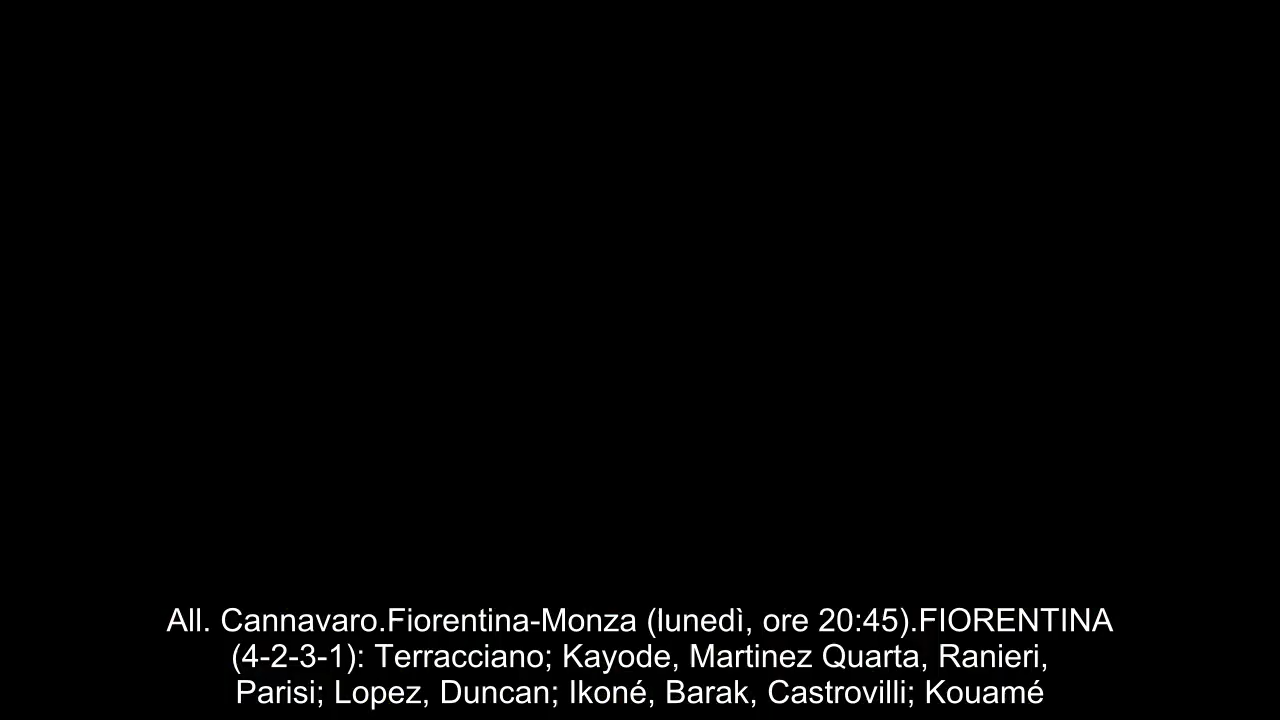 All. Cannavaro.Fiorentina-Monza (lunedì, ore 20:45).FIORENTINA
(4-2-3-1): Terracciano; Kayode, Martinez Quarta, Ranieri,
Parisi; Lopez, Duncan; Ikoné, Barak, Castrovilli; Kouamé